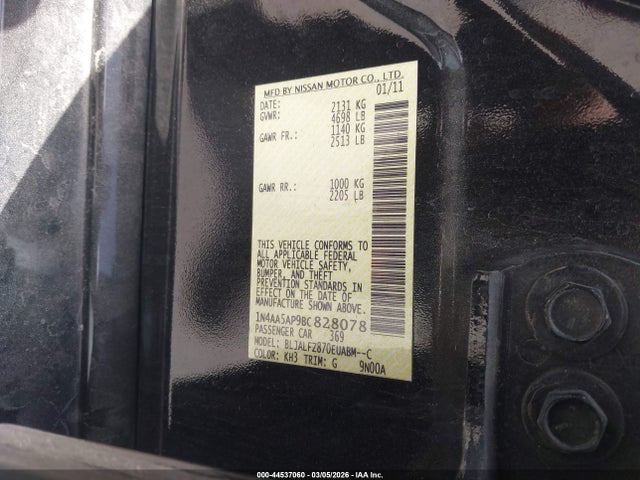 MFD BY NISSAN MOTOR CO., LTD.
DATE: 01/11
GVWR: 2131 KG
4698 LB
GAWR FR.: 1140 KG
2513 LB
GAWR RR.: 1000 KG
2205 LB
THIS VEHICLE CONFORMS TO
ALL APPLICABLE FEDERAL
MOTOR VEHICLE SAFETY,
BUMPER, AND THEFT
PREVENTION STANDARDS IN
EFFECT ON THE DATE OF
MANUFACTURE SHOWN ABOVE.
1N4AA5AP9BC828078
PASSENGER CAR 369
MODEL: BLJALFZ870EUABM--C
COLOR: KH3 TRIM: G 9N00A
000-44537060 - 03/05/2026 - IAA Inc.